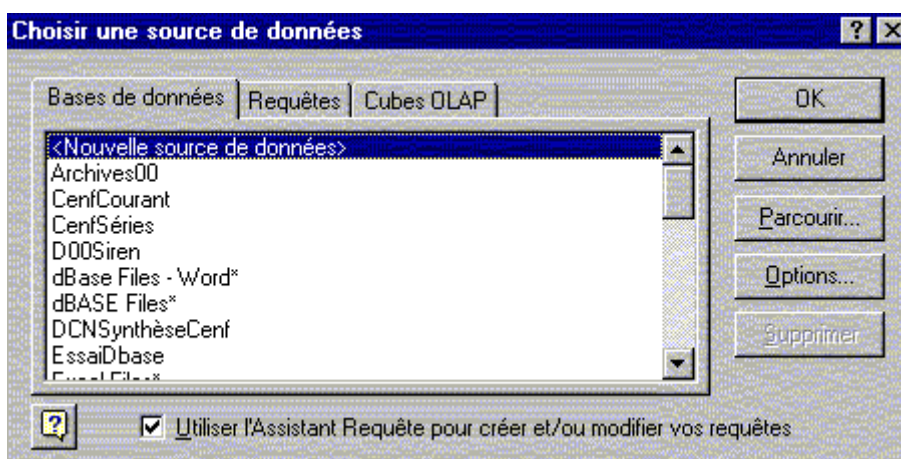 Choisir une source de données
Bases de données Requêtes Cubes OLAP
OK
<Nouvelle source de données>
Archives00
Annuler
CenfCourant
CenfSéries
Parcourir...
D00Siren
dBase Files - Word*
Options...
dBASE Files*
DCNSynthèseCenf
Supprimer
EssaiDbase
Excel Files*
Utiliser l'Assistant Requête pour créer et/ou modifier vos requêtes